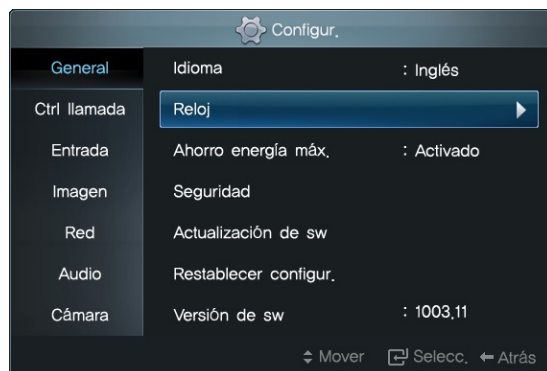 Configur.
General
Idioma : Inglés
Ctrl llamada
Reloj
Entrada
Ahorro energía máx. : Activado
Imagen
Seguridad
Red
Actualización de sw
Audio
Restablecer configur.
Cámara
Versión de sw : 1003.11
Mover Selecc. Atrás